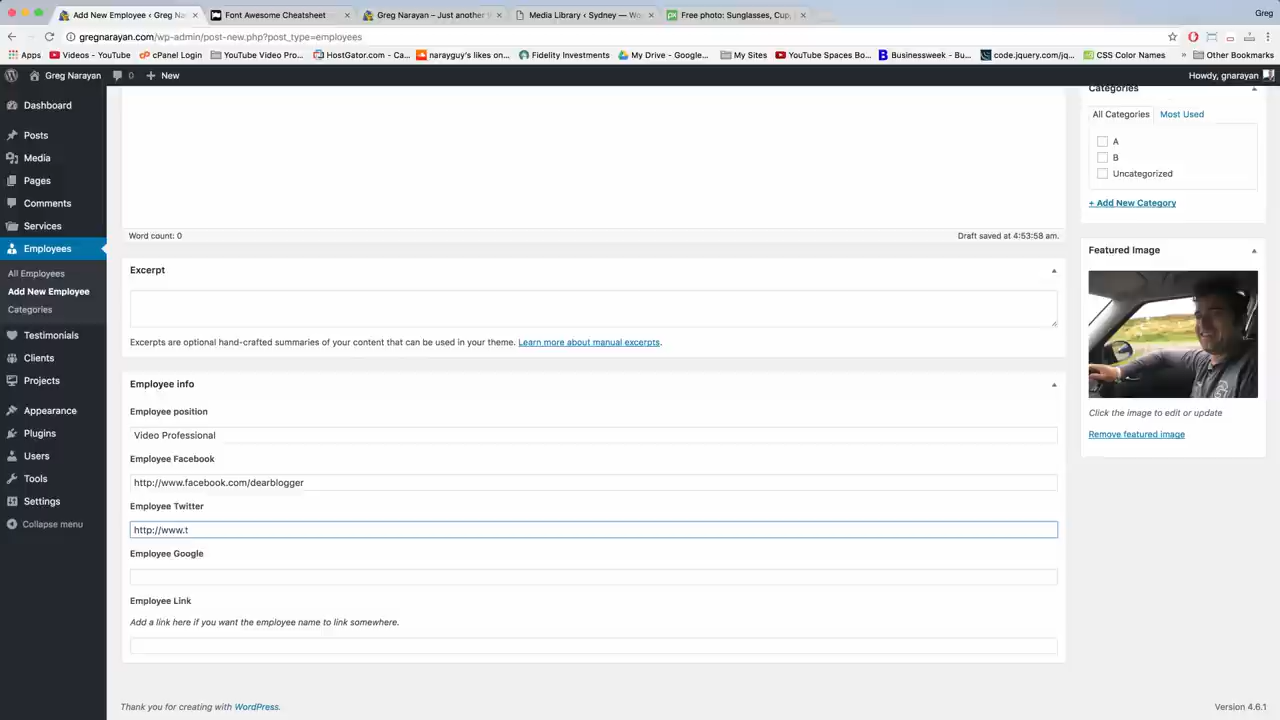 Add New Employee ‹ Greg Na
Font Awesome Cheatsheet
Greg Narayan – Just another W
Media Library ‹ Sydney — Wo
Free photo: Sunglasses, Cup,
Greg
gregnarayan.org/wp-admin/post-new.php?post_type=employees
Apps
Videos - YouTube
cPanel Login
YouTube Video Pro...
HostGator.com - Ca...
narayguy's likes on...
Fidelity Investments
My Drive - Google...
My Sites
YouTube Spaces Bo...
Businessweek - Bu...
code.jquery.com/jq...
CSS Color Names
»
Other Bookmarks
Greg Narayan
0
+ New
Howdy, gnarayan
Dashboard
Posts
Media
Pages
Comments
Services
Employees
All Employees
Add New Employee
Categories
Testimonials
Clients
Projects
Appearance
Plugins
Users
Tools
Settings
Collapse menu
Word count: 0
Draft saved at 4:53:58 am.
Excerpt
Excerpts are optional hand-crafted summaries of your content that can be used in your theme. Learn more about manual excerpts.
Employee info
Employee position
Video Professional
Employee Facebook
http://www.facebook.com/dearblogger
Employee Twitter
http://www.t
Employee Google
Employee Link
Add a link here if you want the employee name to link somewhere.
Categories
All Categories
Most Used
A
B
Uncategorized
+ Add New Category
Featured Image
Click the image to edit or update
Remove featured image
Thank you for creating with WordPress.
Version 4.6.1